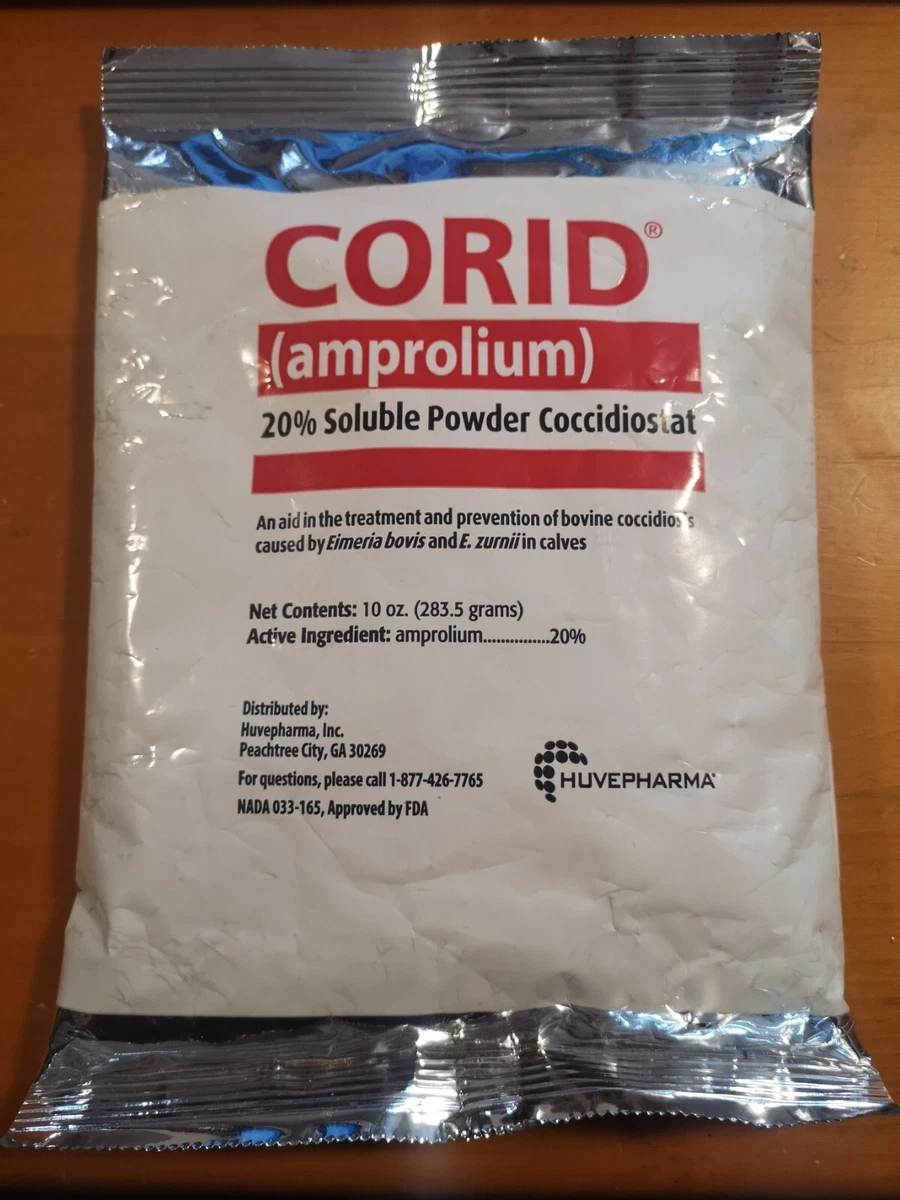 CORID®
(amprolium)
20% Soluble Powder Coccidiostat
An aid in the treatment and prevention of bovine coccidiosis
caused by Eimeria bovis and E. zurnii in calves
Net Contents: 10 oz. (283.5 grams)
Active Ingredient: amprolium...............20%
Distributed by:
Huvepharma, Inc.
Peachtree City, GA 30269
For questions, please call 1-877-426-7765
NADA 033-165, Approved by FDA
HUVEPHARMA®